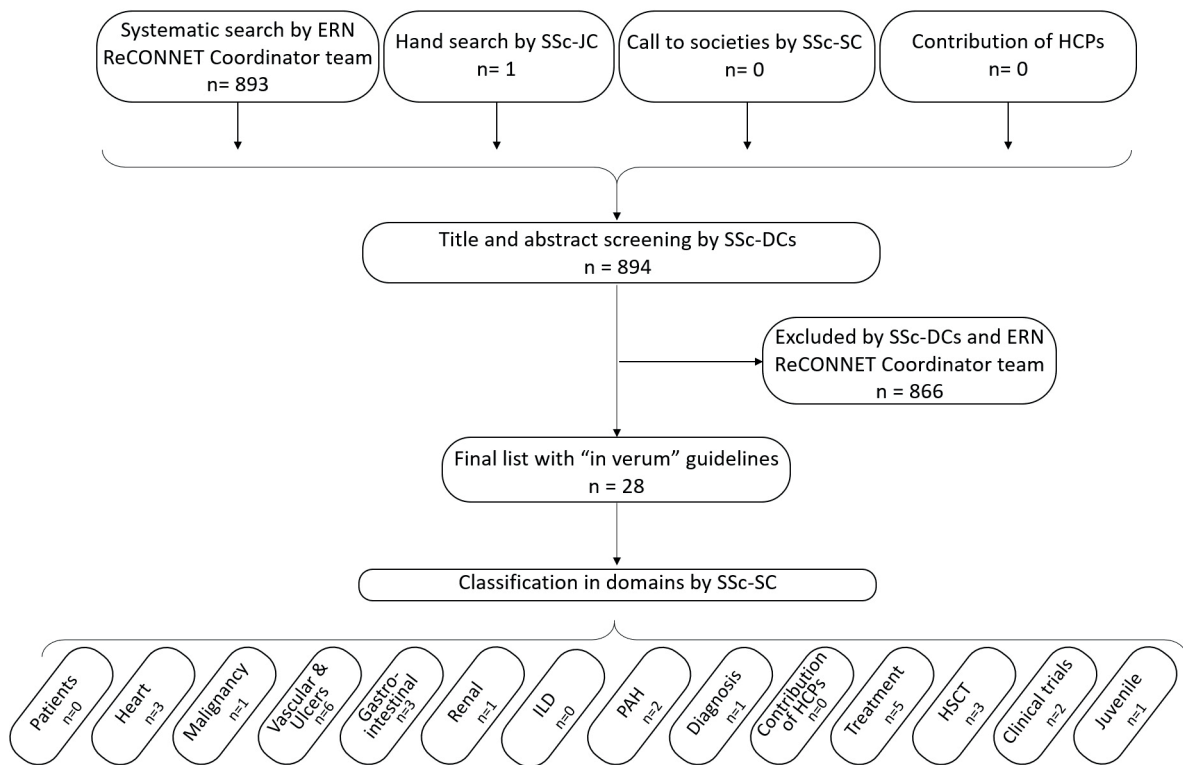 Systematic search by ERN
ReCONNET Coordinator team
n= 893
Hand search by SSc-JC
n= 1
Call to societies by SSc-SC
n= 0
Contribution of HCPs
n= 0
Title and abstract screening by SSc-DCs
n = 894
Excluded by SSc-DCs and ERN
ReCONNET Coordinator team
n = 866
Final list with “in verum” guidelines
n = 28
Classification in domains by SSc-SC
Patients
n=0
Heart
n=3
Malignancy
n=1
Vascular &
Ulcers
n=6
Gastro-
intestinal
n=3
Renal
n=1
ILD
n=0
PAH
n=2
Diagnosis
n=1
Contribution
of HCPs
n=0
Treatment
n=5
HSCT
n=3
Clinical trials
n=2
Juvenile
n=1